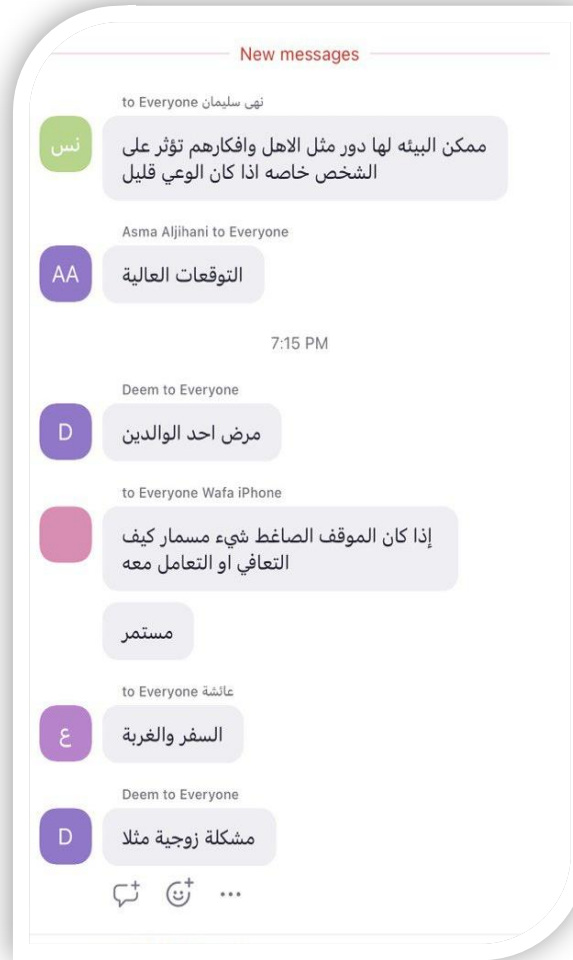 New messages
نهى سليمان to Everyone
نس
ممكن البيئه لها دور مثل الاهل وافكارهم تؤثر على
الشخص خاصه اذا كان الوعي قليل
Asma Aljihani to Everyone
AA
التوقعات العالية
7:15 PM
Deem to Everyone
D
مرض احد الوالدين
to Everyone Wafa iPhone
إذا كان الموقف الصاغط شيء مسمار كيف
التعافي او التعامل معه
مستمر
عائشة to Everyone
ع
السفر والغربة
Deem to Everyone
D
مشكلة زوجية مثلا